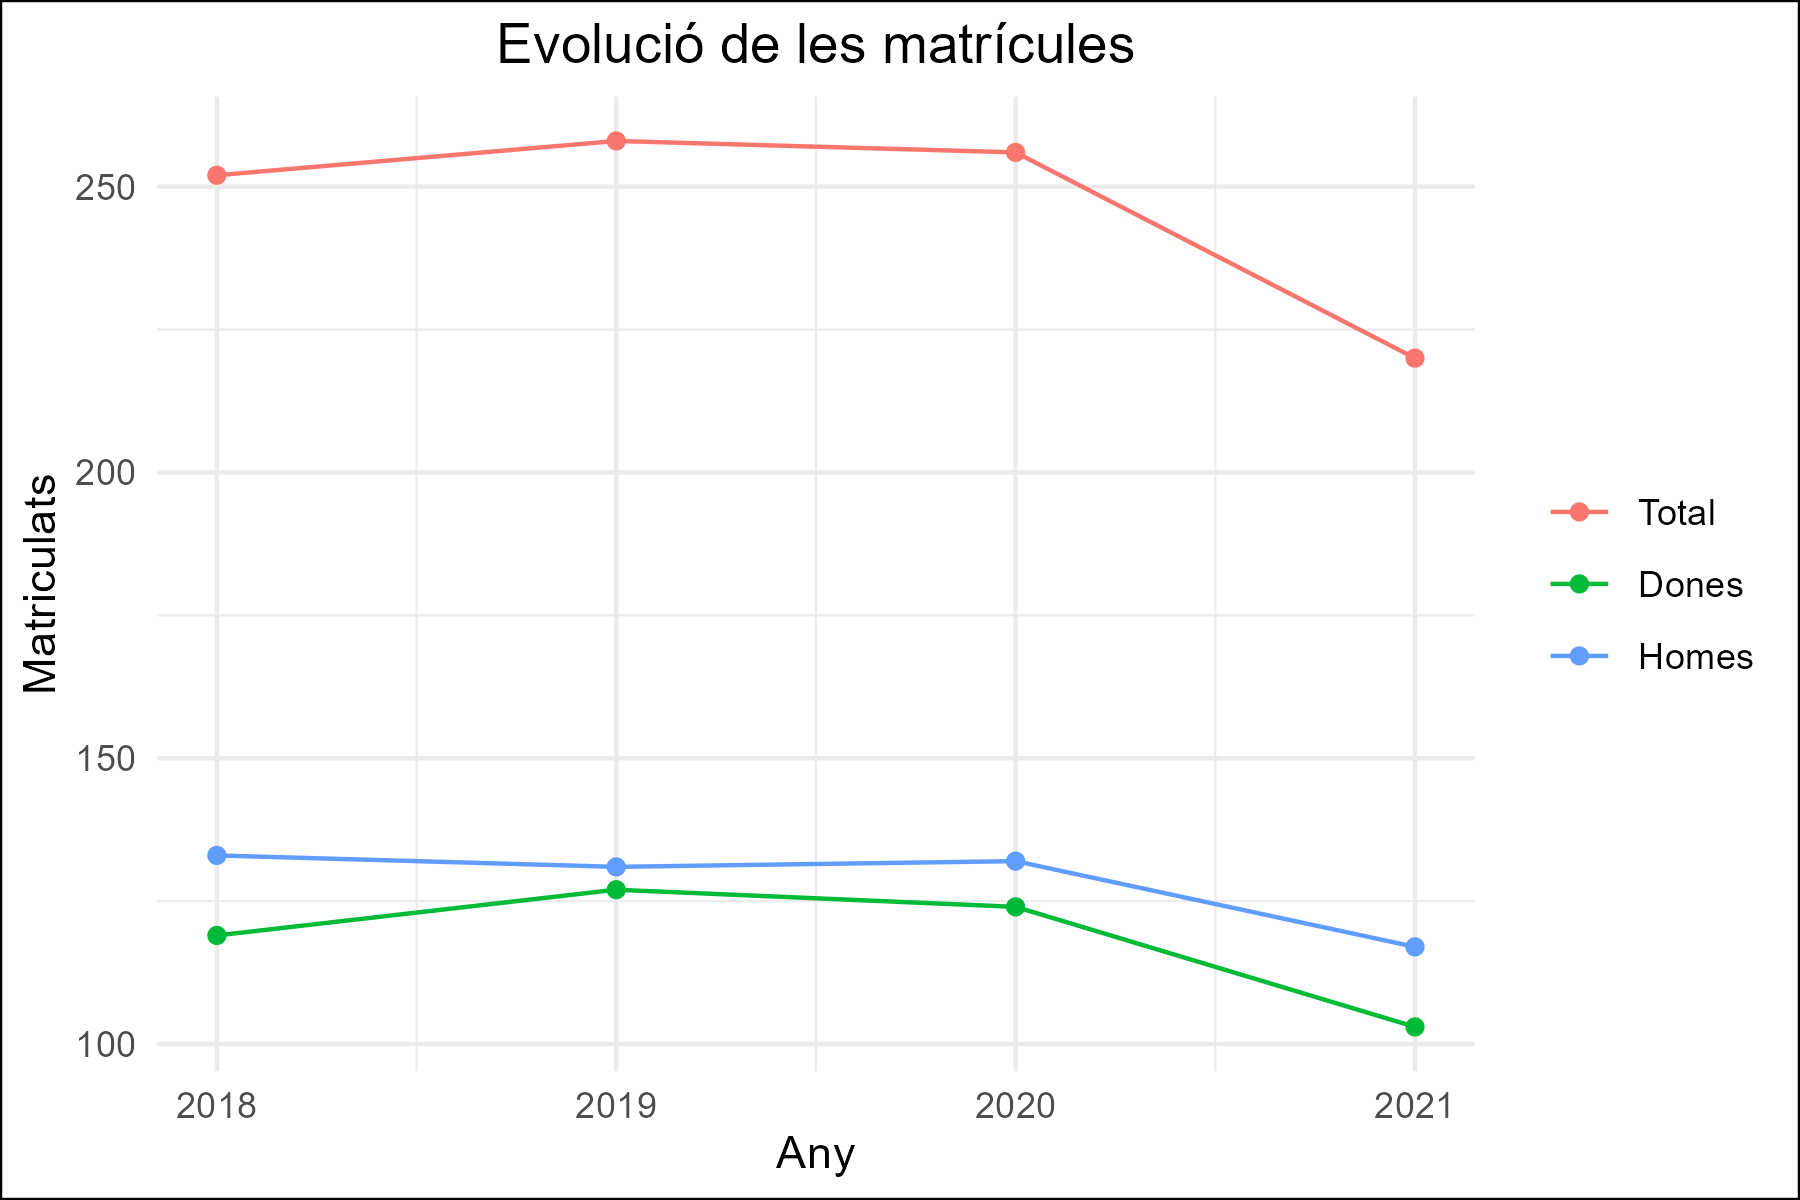 Evolució de les matrícules
Matriculats
250
200
150
100
2018
2019
2020
2021
Any
Total
Dones
Homes